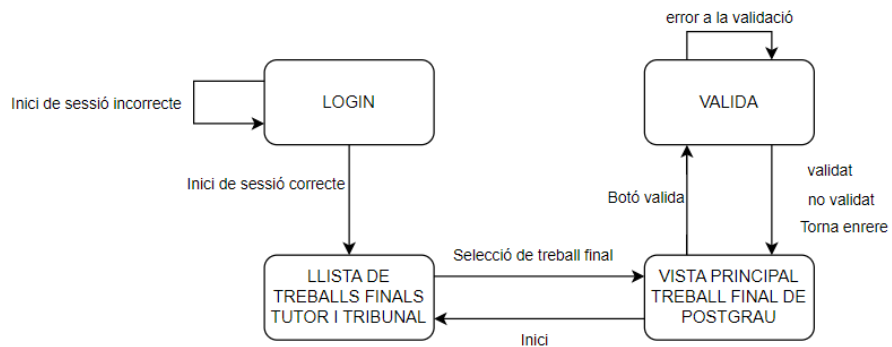 error a la validació
Inici de sessió incorrecte
LOGIN
VALIDA
Inici de sessió correcte
Botó valida
validat
no validat
Torna enrere
LLISTA DE
TREBALLS FINALS
TUTOR I TRIBUNAL
Selecció de treball final
VISTA PRINCIPAL
TREBALL FINAL DE
POSTGRAU
Inici